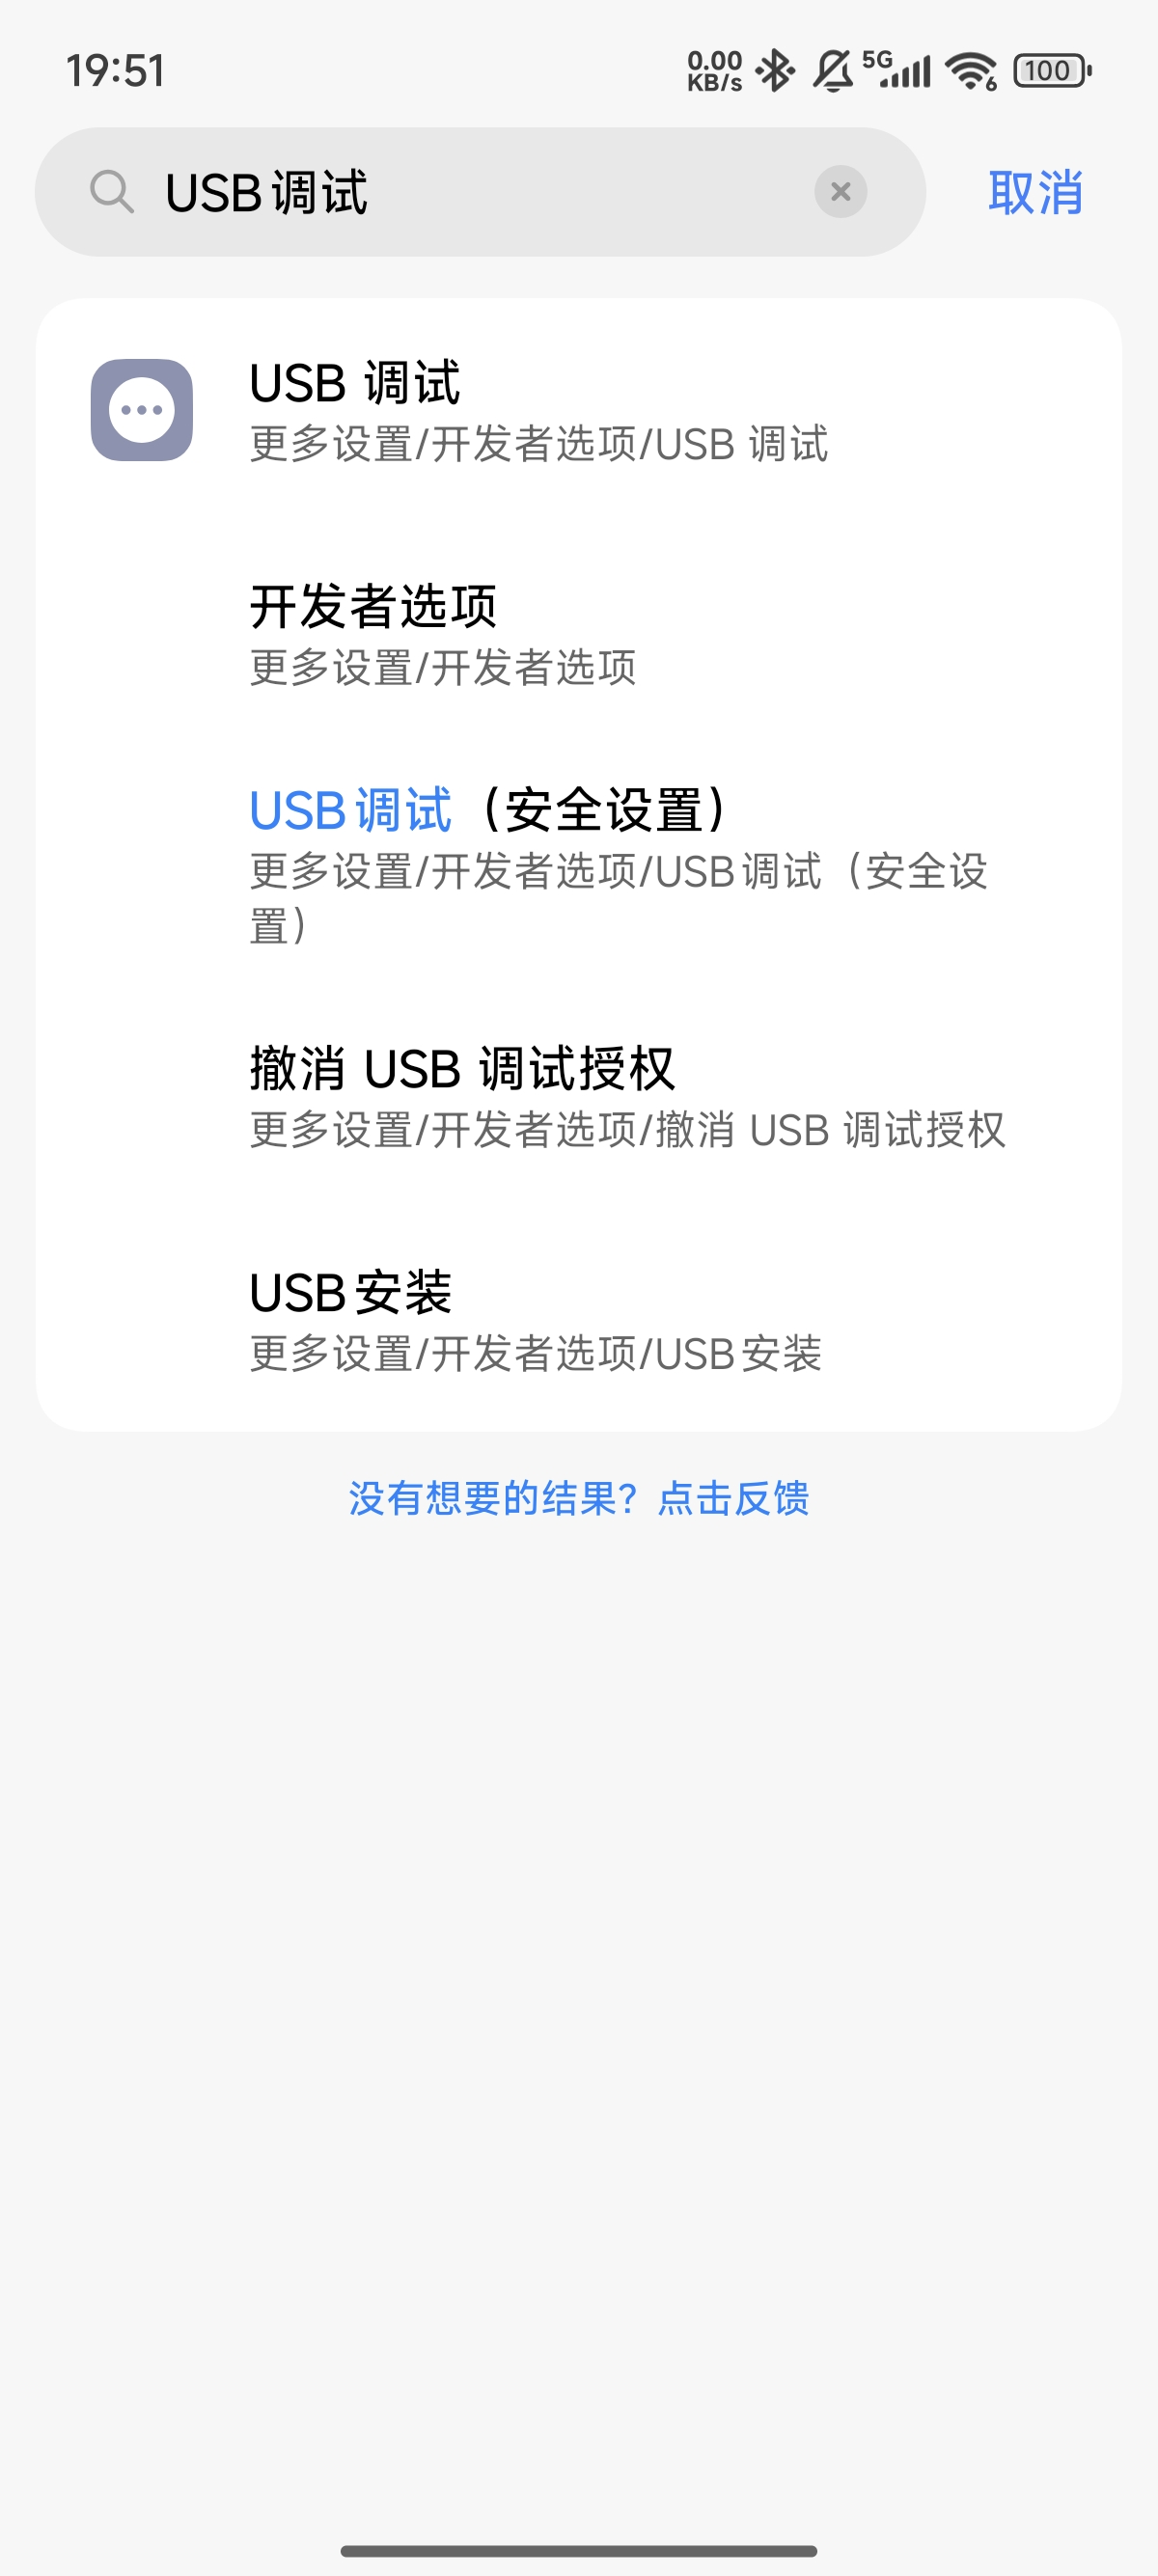 19:51
0.00
KB/s
5G
6
100
USB调试
取消
USB 调试
更多设置/开发者选项/USB 调试
开发者选项
更多设置/开发者选项
USB调试（安全设置）
更多设置/开发者选项/USB调试（安全设
置）
撤消 USB 调试授权
更多设置/开发者选项/撤消 USB 调试授权
USB安装
更多设置/开发者选项/USB安装
没有想要的结果？点击反馈